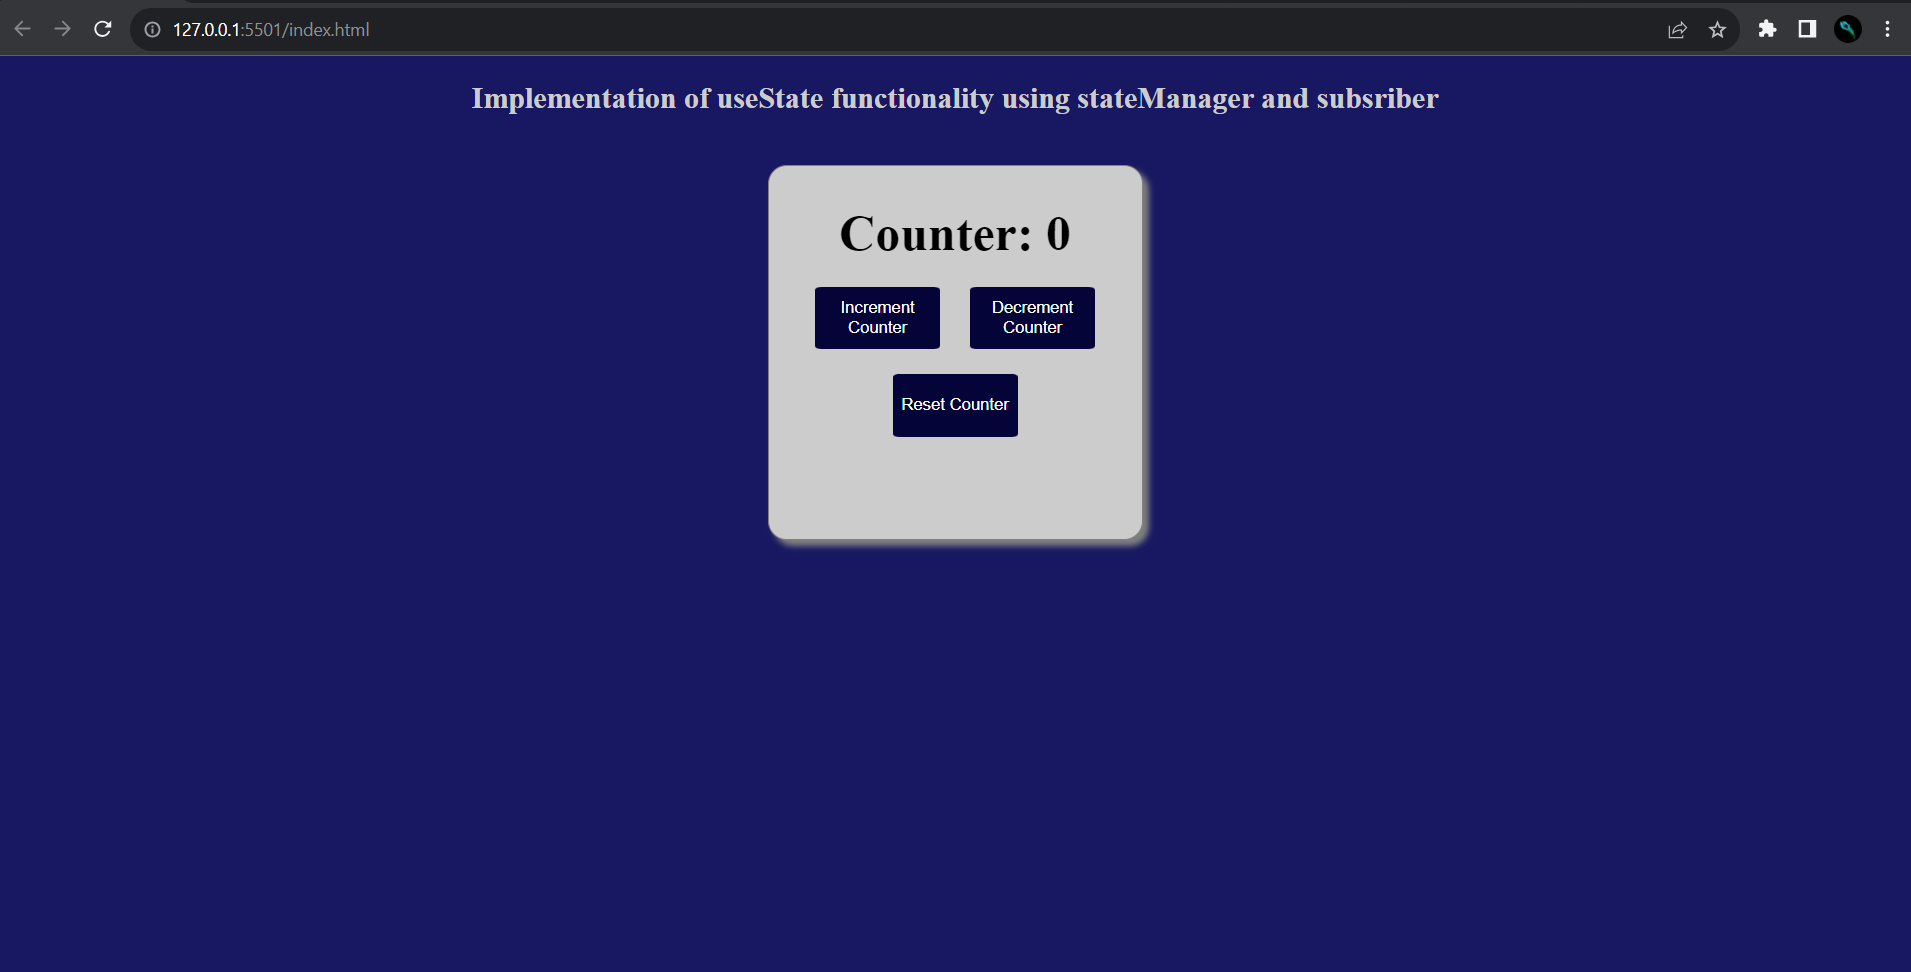 127.0.0.1:5501/index.html
Implementation of useState functionality using stateManager and subsriber
Counter: 0
Increment
Counter
Decrement
Counter
Reset Counter